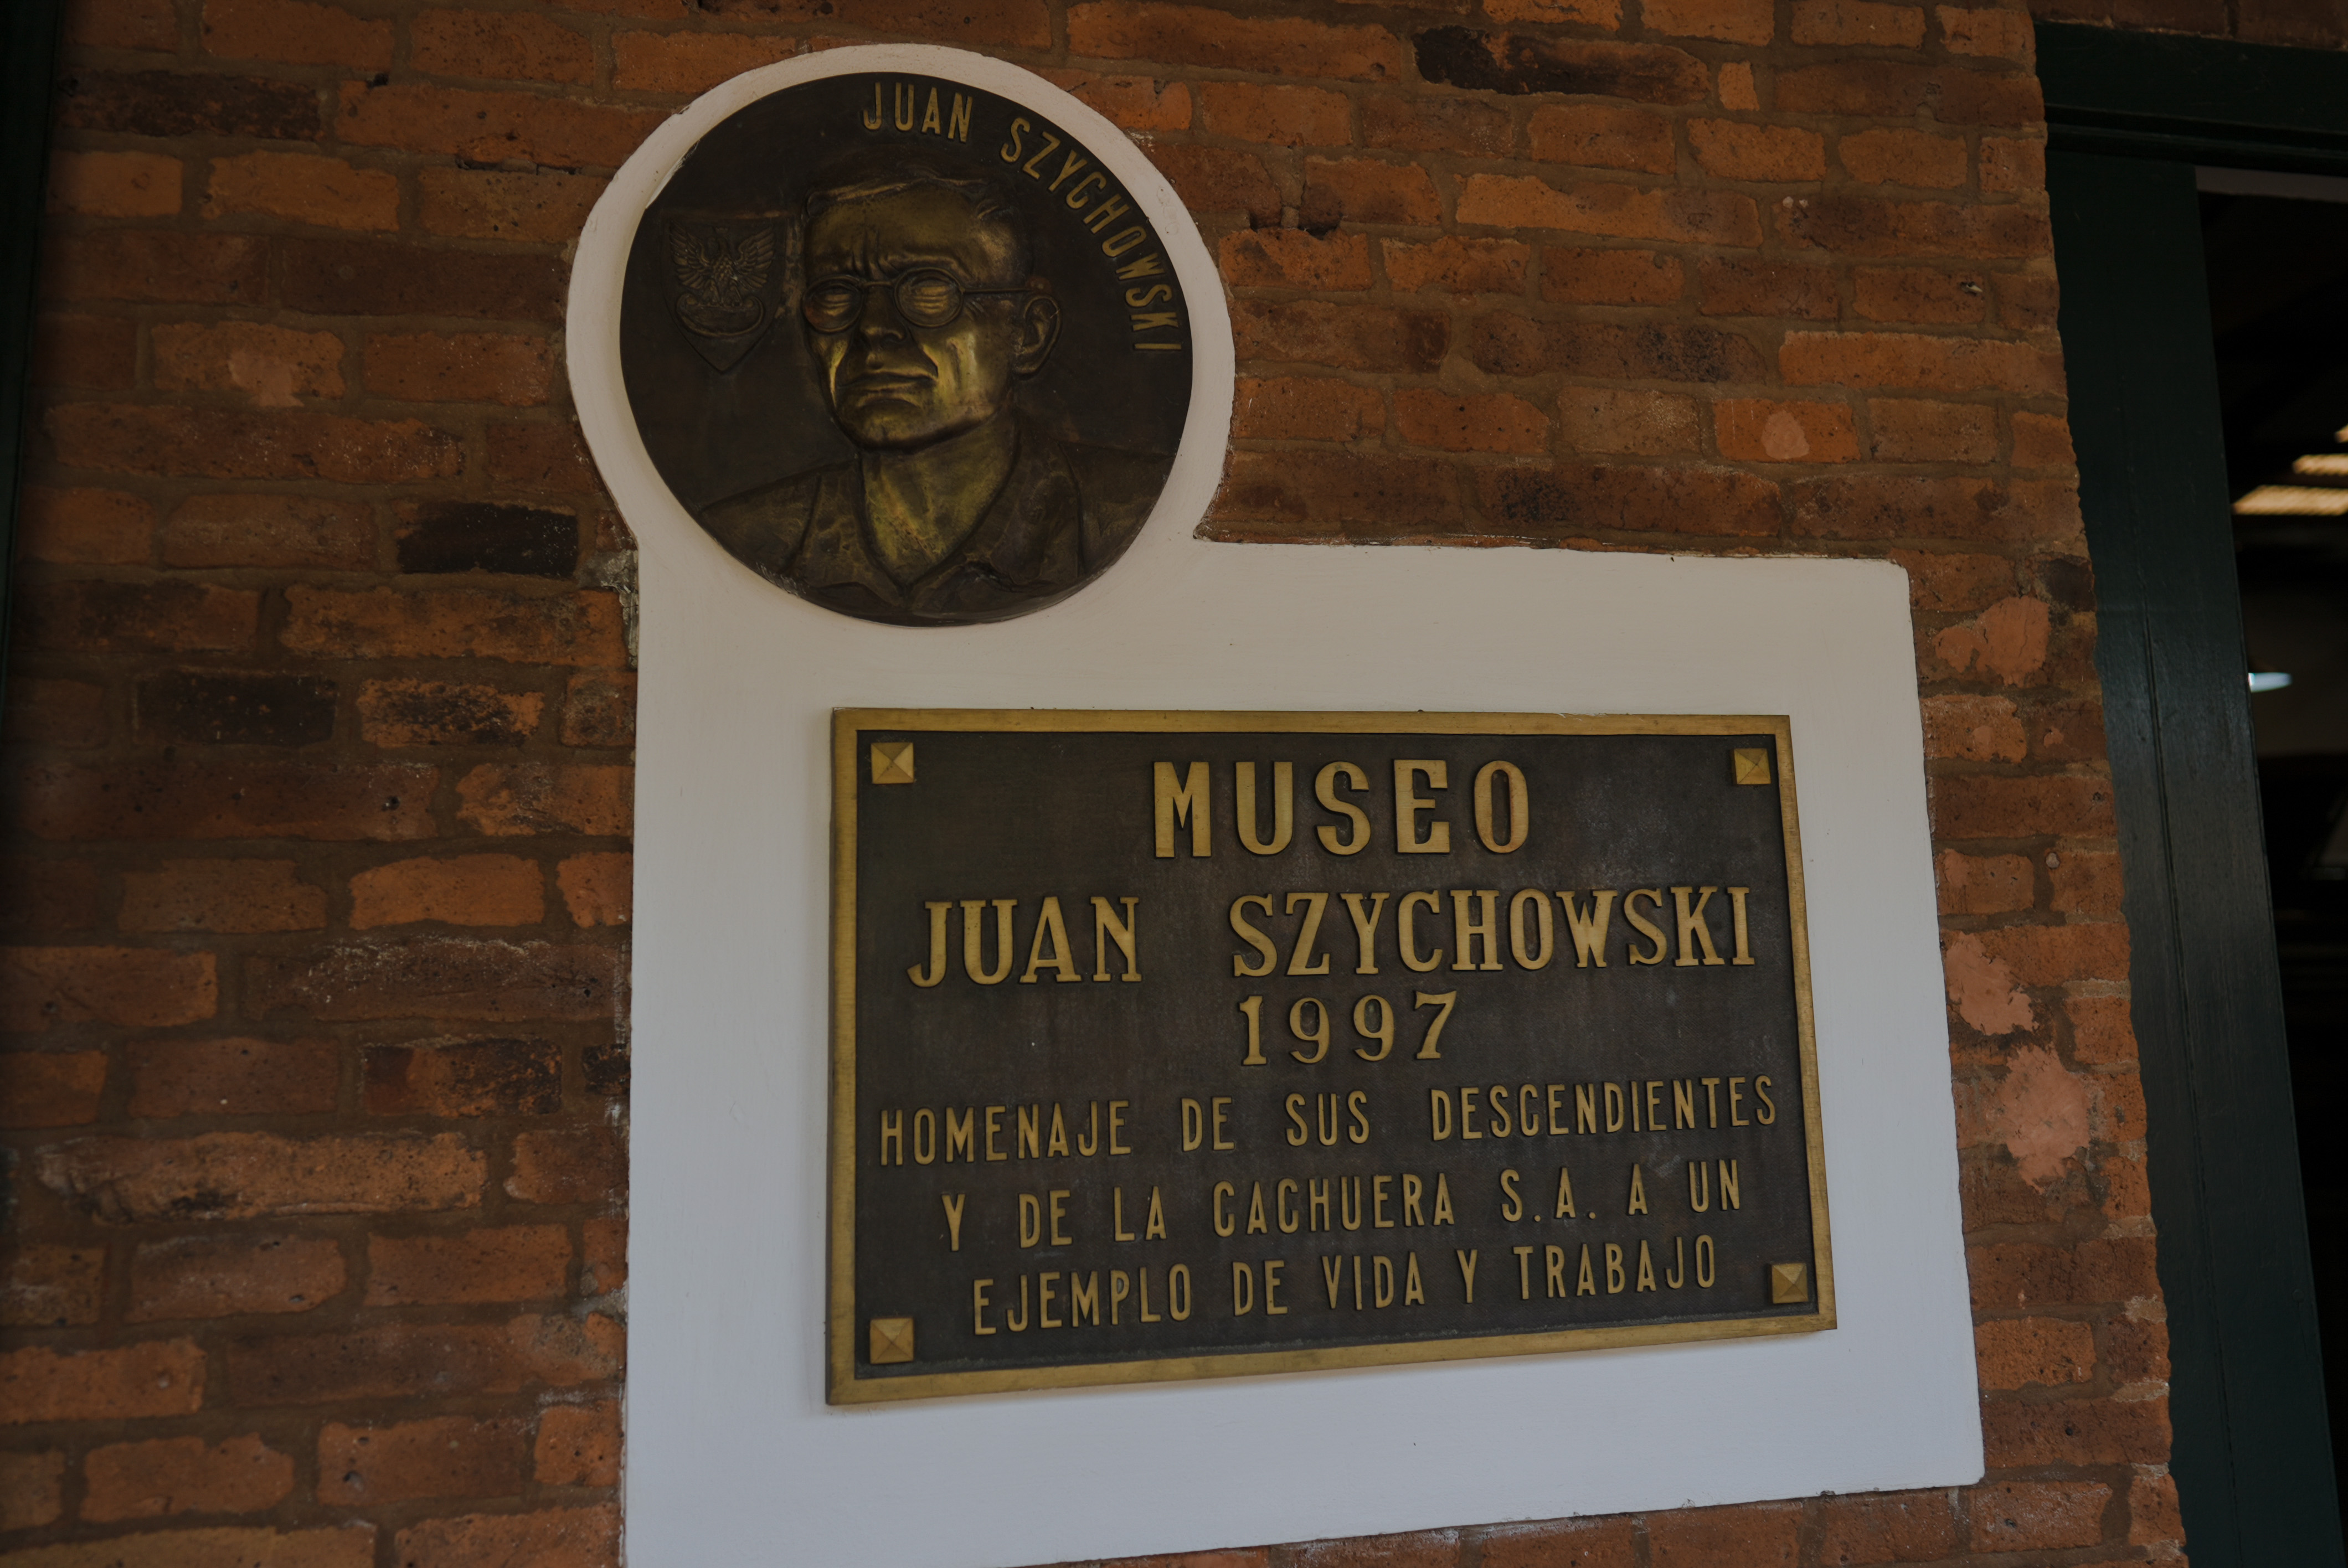 JUAN SZYCHOWSKI
MUSEO
JUAN SZYCHOWSKI
1997
HOMENAJE DE SUS DESCENDIENTES
Y DE LA CACHUERA S.A. A UN
EJEMPLO DE VIDA Y TRABAJO